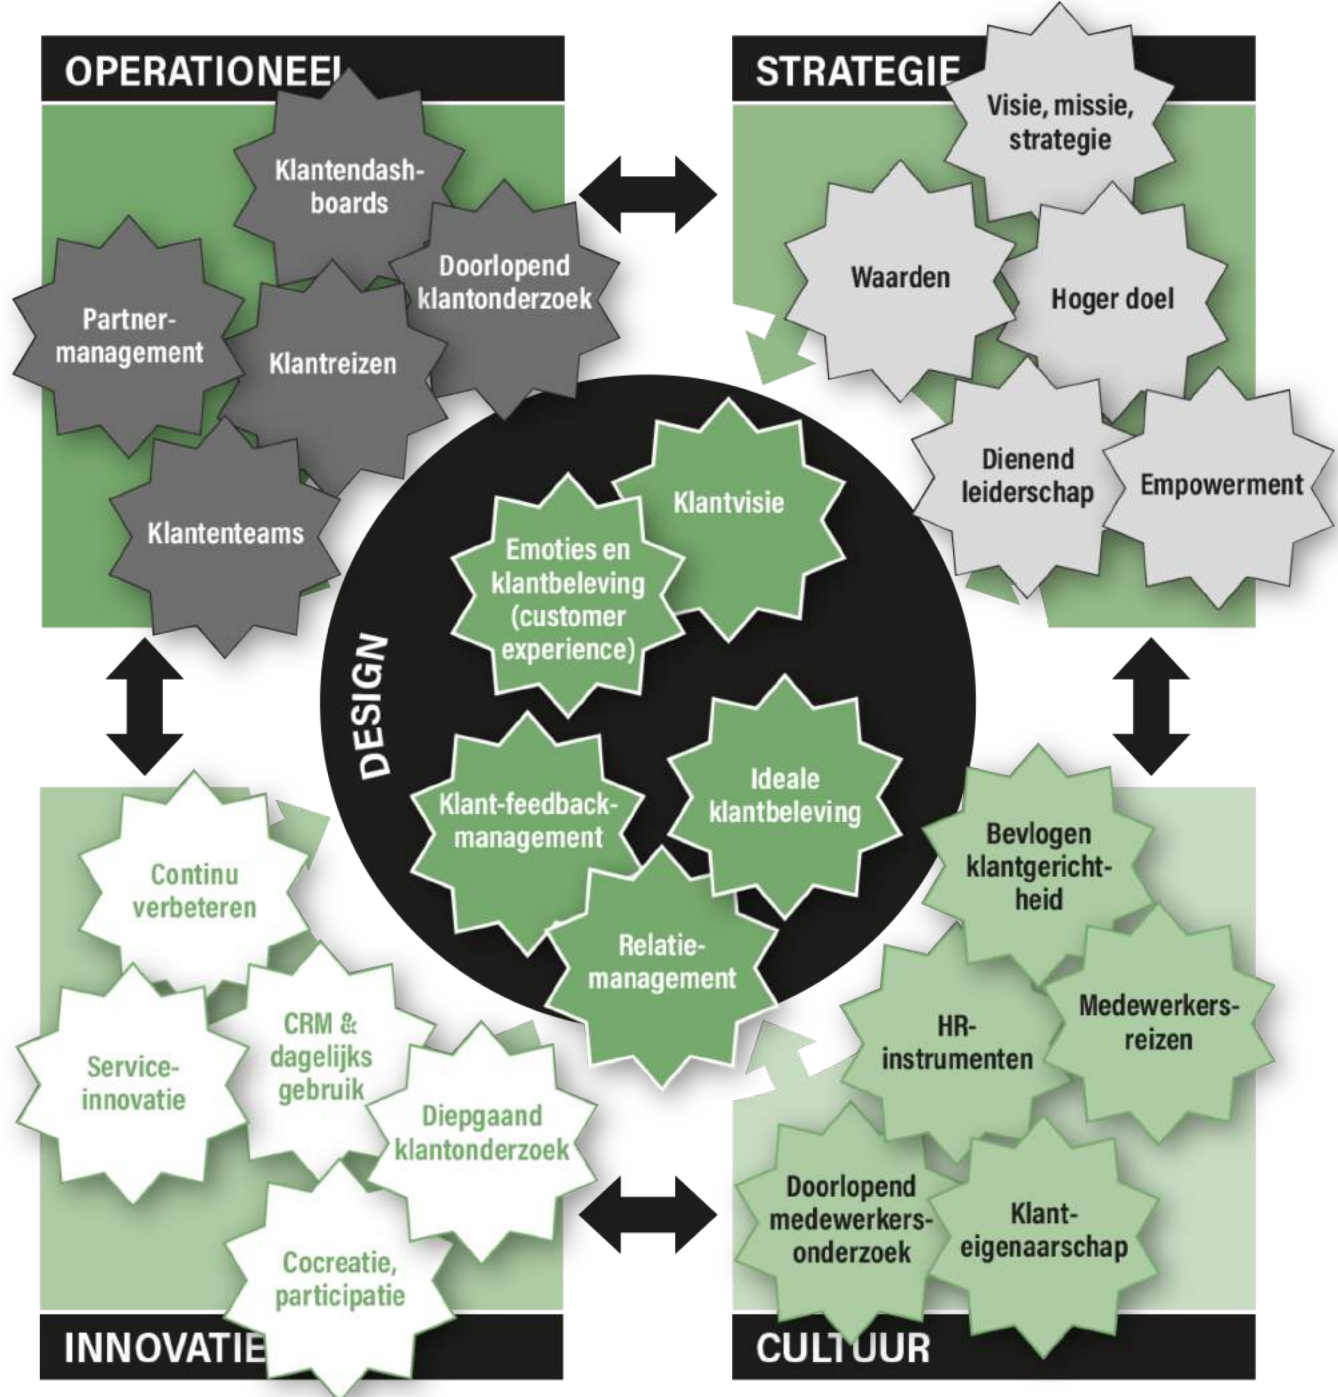 OPERATIONEEL
Klantendash-
boards
Doorlopend
klantonderzoek
Partner-
management
Klantreizen
Klantenteams
STRATEGIE
Visie, missie,
strategie
Waarden
Hoger doel
Dienend
leiderschap
Empowerment
DESIGN
Klantvisie
Emoties en
klantbeleving
(customer
experience)
Ideale
klantbeleving
Klant-feedback-
management
Relatie-
management
Continu
verbeteren
CRM &
dagelijks
gebruik
Service-
innovatie
Diepgaand
klantonderzoek
Cocreatie,
participatie
INNOVATIE
Bevlogen
klantgericht-
heid
Medewerkers-
reizen
HR-
instrumenten
Doorlopend
medewerkers-
onderzoek
Klant-
eigenaarschap
CULTUUR